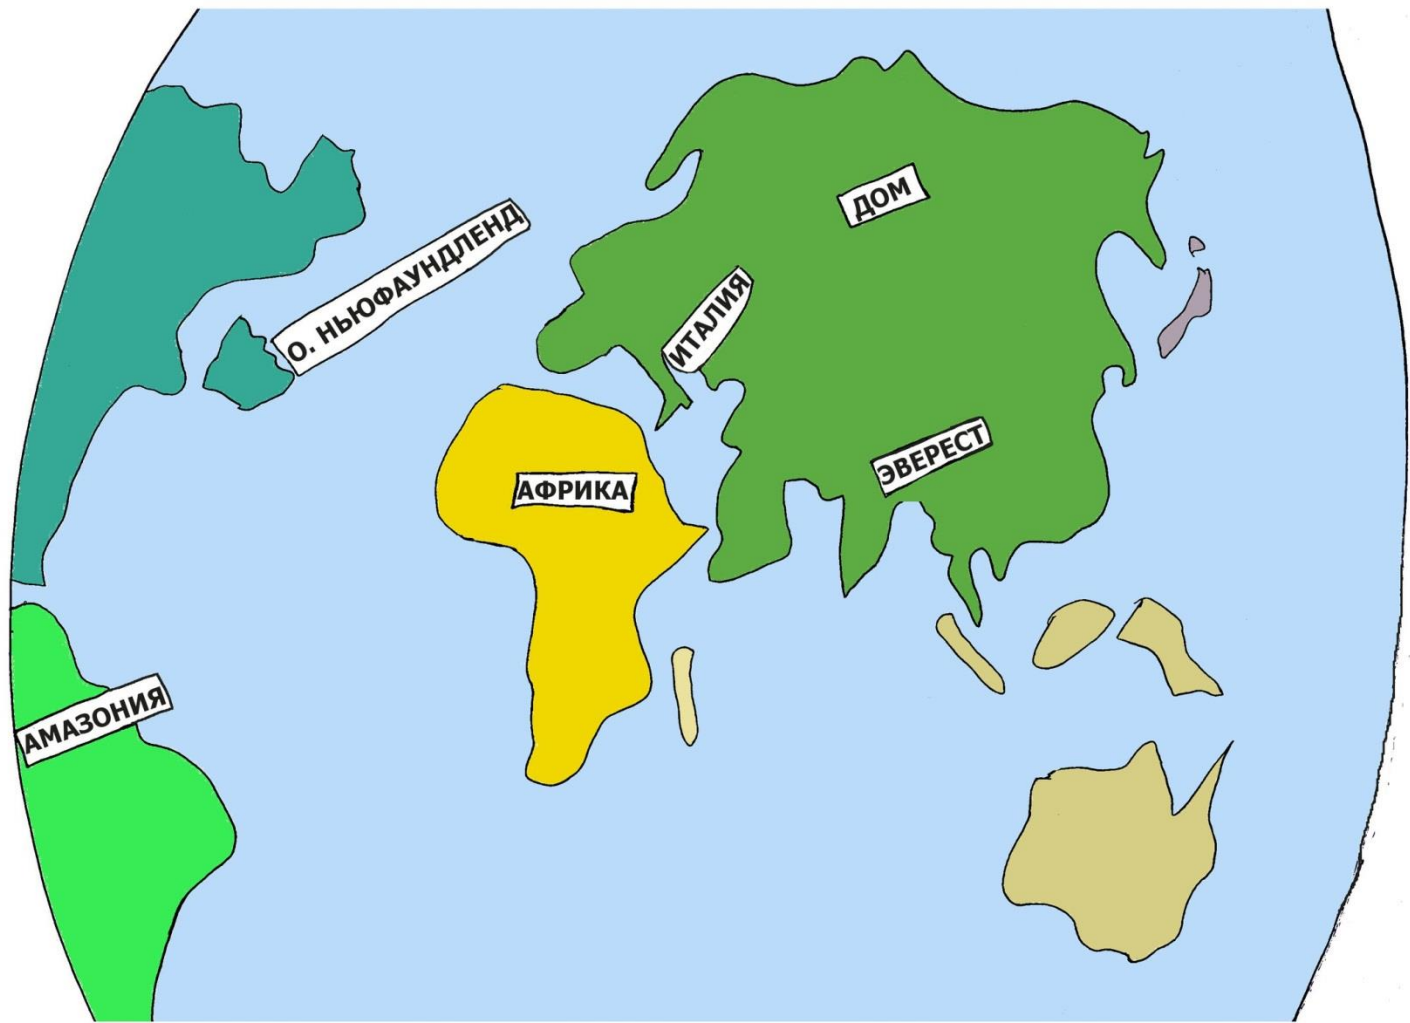 ДОМ
О. НЬЮФАУНДЛЕНД
ИТАЛИЯ
ЭВЕРЕСТ
АФРИКА
АМАЗОНИЯ